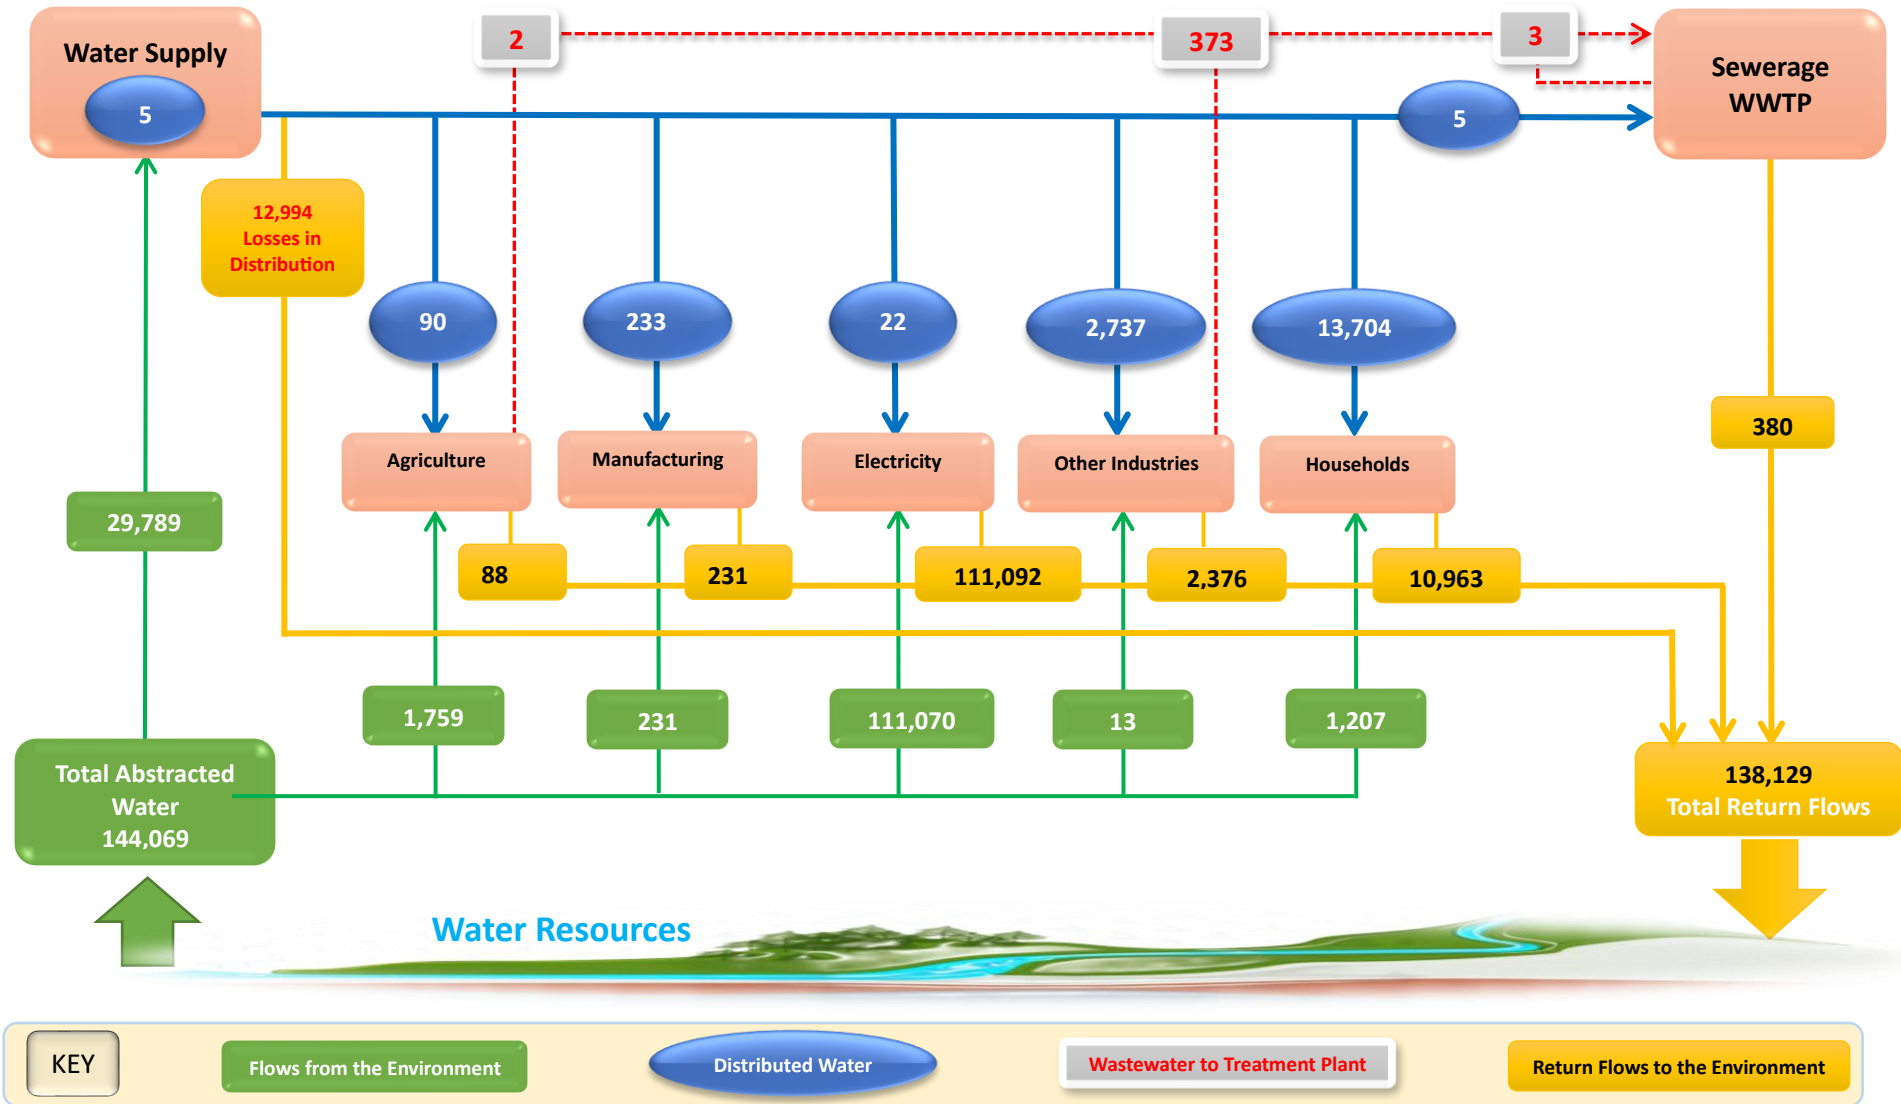 Water Supply
5
2
373
3
Sewerage
WWTP
5
12,994
Losses in
Distribution
90
233
22
2,737
13,704
380
Agriculture
Manufacturing
Electricity
Other Industries
Households
29,789
88
231
111,092
2,376
10,963
1,759
231
111,070
13
1,207
Total Abstracted
Water
144,069
138,129
Total Return Flows
Water Resources
KEY
Flows from the Environment
Distributed Water
Wastewater to Treatment Plant
Return Flows to the Environment